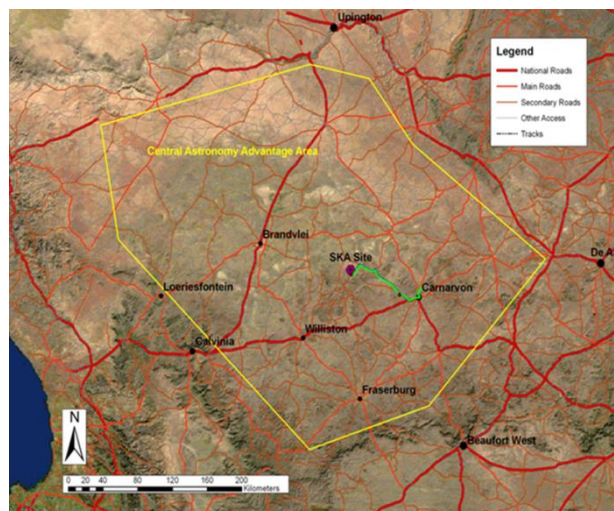 Upington
Legend
National Roads
Main Roads
Secondary Roads
Other Access
Tracks
Central Astronomy Advantage Area
Brandvlei
SKA Site
De A
Loeriesfontein
Carnarvon
Williston
Calvinia
Fraserburg
Beaufort West
N
0 20 40 80 120 160 200
Kilometers